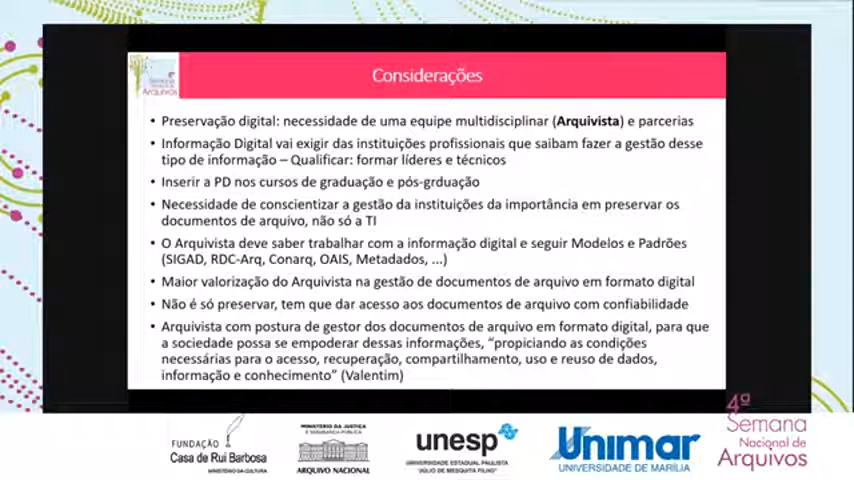 Considerações
Semana
Nacional de
Arquivos
• Preservação digital: necessidade de uma equipe multidisciplinar (Arquivista) e parcerias
• Informação Digital vai exigir das instituições profissionais que saibam fazer a gestão desse
tipo de informação – Qualificar: formar líderes e técnicos
• Inserir a PD nos cursos de graduação e pós-grduação
• Necessidade de conscientizar a gestão da instituições da importância em preservar os
documentos de arquivo, não só a TI
• O Arquivista deve saber trabalhar com a informação digital e seguir Modelos e Padrões
(SIGAD, RDC-Arq, Conarq, OAIS, Metadados, ...)
• Maior valorização do Arquivista na gestão de documentos de arquivo em formato digital
• Não é só preservar, tem que dar acesso aos documentos de arquivo com confiabilidade
• Arquivista com postura de gestor dos documentos de arquivo em formato digital, para que
a sociedade possa se empoderar dessas informações, “propiciando as condições
necessárias para o acesso, recuperação, compartilhamento, uso e reuso de dados,
informação e conhecimento” (Valentim)
FUNDAÇÃO
Casa de Rui Barbosa
MINISTÉRIO DA CULTURA
MINISTÉRIO DA JUSTIÇA
E SEGURANÇA PÚBLICA
ARQUIVO NACIONAL
unesp
UNIVERSIDADE ESTADUAL PAULISTA
"JÚLIO DE MESQUITA FILHO"
Unimar
UNIVERSIDADE DE MARÍLIA
4ª
Semana
Nacional de
Arquivos